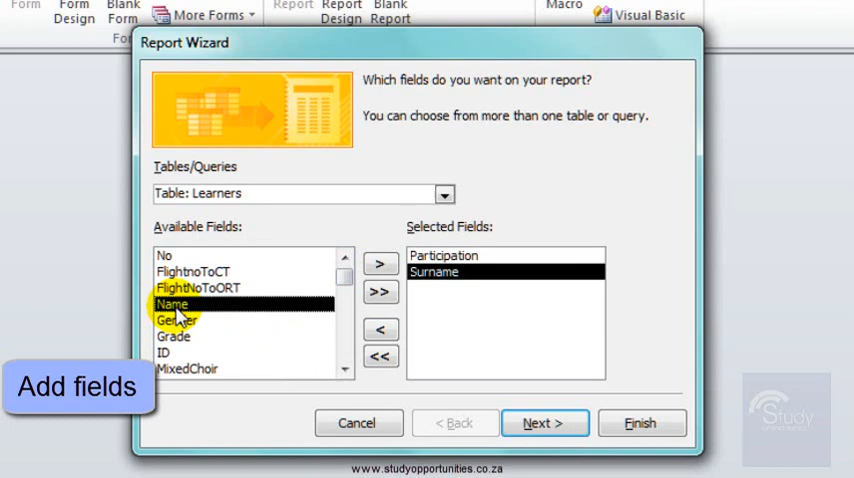 Form
Form Design
Blank Form
More Forms
Report
Report Design
Blank Report
Macro
Visual Basic
Report Wizard
Which fields do you want on your report?
You can choose from more than one table or query.
Tables/Queries
Table: Learners
Available Fields:
Selected Fields:
No
FlightnoToCT
FlightNoToORT
Name
Gender
Grade
ID
MixedChoir
>
>>
<
<<
Participation
Surname
Add fields
Cancel
< Back
Next >
Finish
Study
www.studyopportunities.co.za